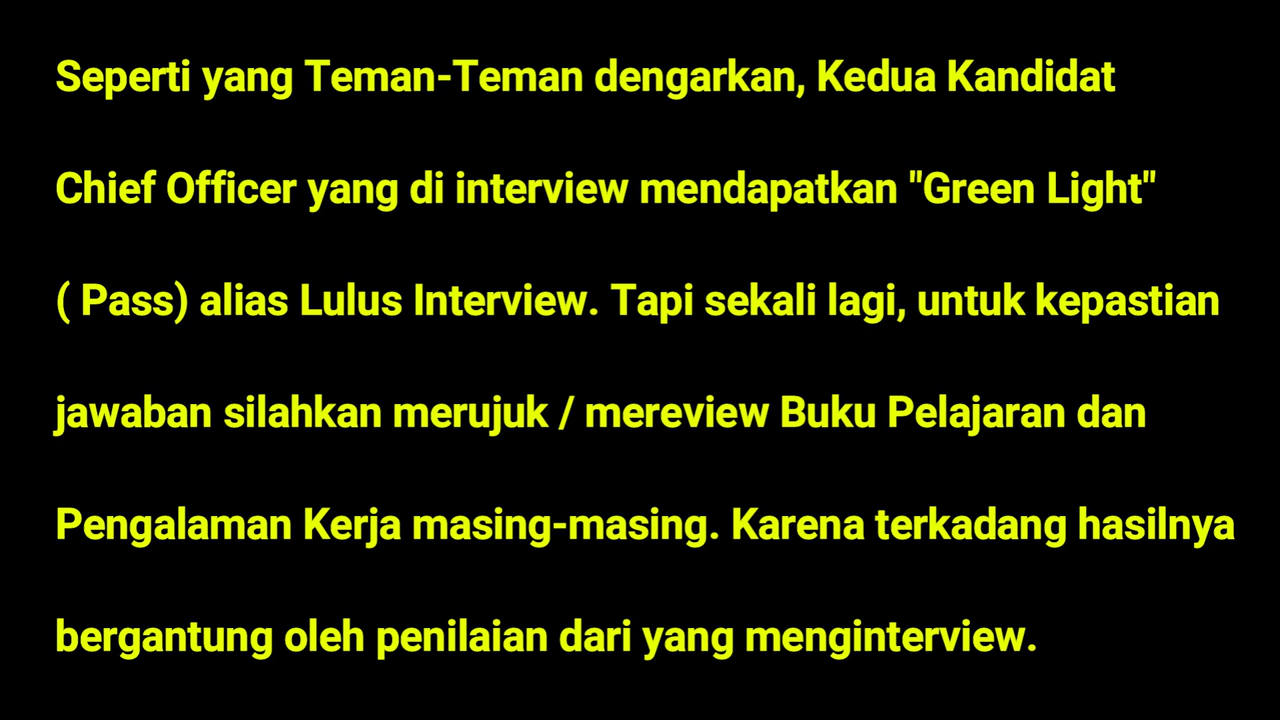 Seperti yang Teman-Teman dengarkan, Kedua Kandidat
Chief Officer yang di interview mendapatkan "Green Light"
( Pass) alias Lulus Interview. Tapi sekali lagi, untuk kepastian
jawaban silahkan merujuk / mereview Buku Pelajaran dan
Pengalaman Kerja masing-masing. Karena terkadang hasilnya
bergantung oleh penilaian dari yang menginterview.